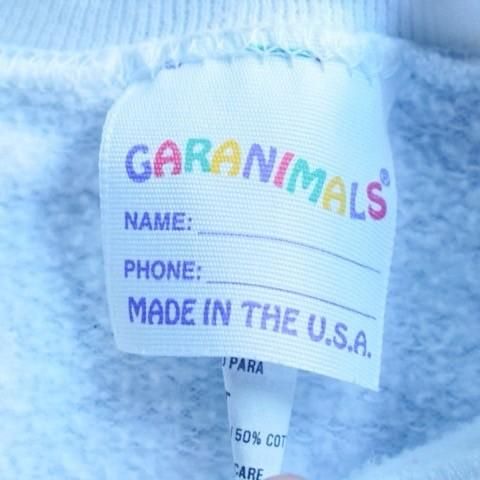 GARANIMALS®
NAME:
PHONE:
MADE IN THE U.S.A.
PARA
50% COT
CARE